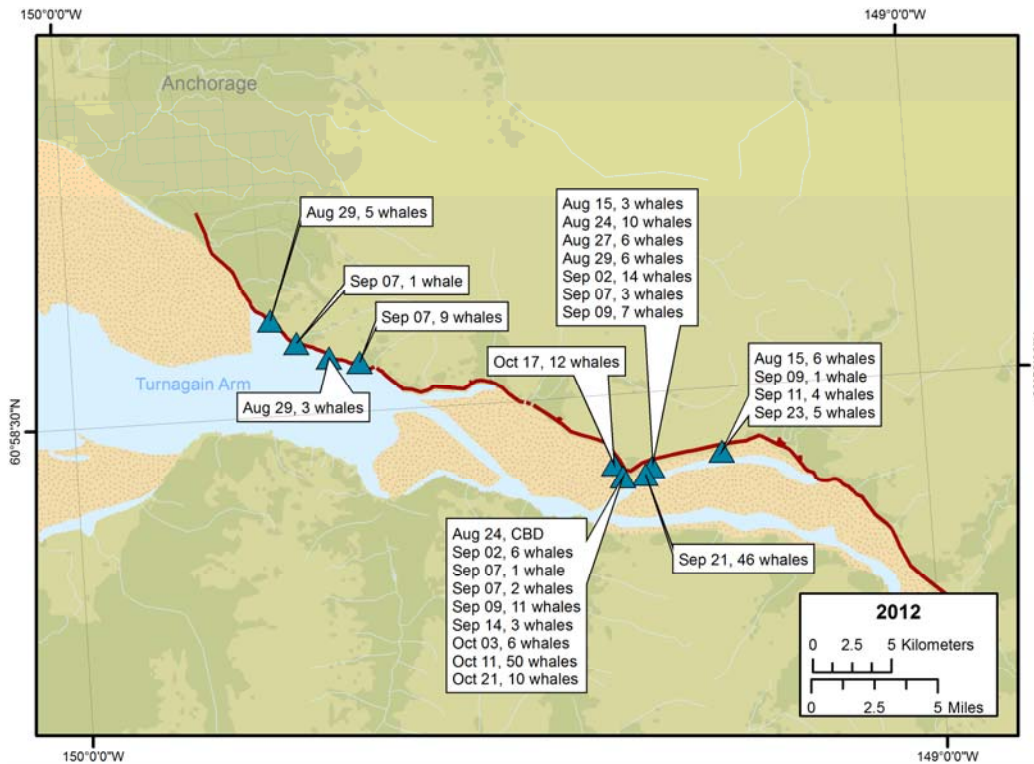 150°0'0"W
149°0'0"W
Anchorage
Aug 29, 5 whales
Sep 07, 1 whale
Sep 07, 9 whales
Aug 29, 3 whales
Turnagain Arm
60°58'30"N
Aug 15, 3 whales
Aug 24, 10 whales
Aug 27, 6 whales
Aug 29, 6 whales
Sep 02, 14 whales
Sep 07, 3 whales
Sep 09, 7 whales
Oct 17, 12 whales
Aug 15, 6 whales
Sep 09, 1 whale
Sep 11, 4 whales
Sep 23, 5 whales
Aug 24, CBD
Sep 02, 6 whales
Sep 07, 1 whale
Sep 07, 2 whales
Sep 09, 11 whales
Sep 14, 3 whales
Oct 03, 6 whales
Oct 11, 50 whales
Oct 21, 10 whales
Sep 21, 46 whales
2012
0 2.5 5 Kilometers
0 2.5 5 Miles
150°0'0"W
149°0'0"W